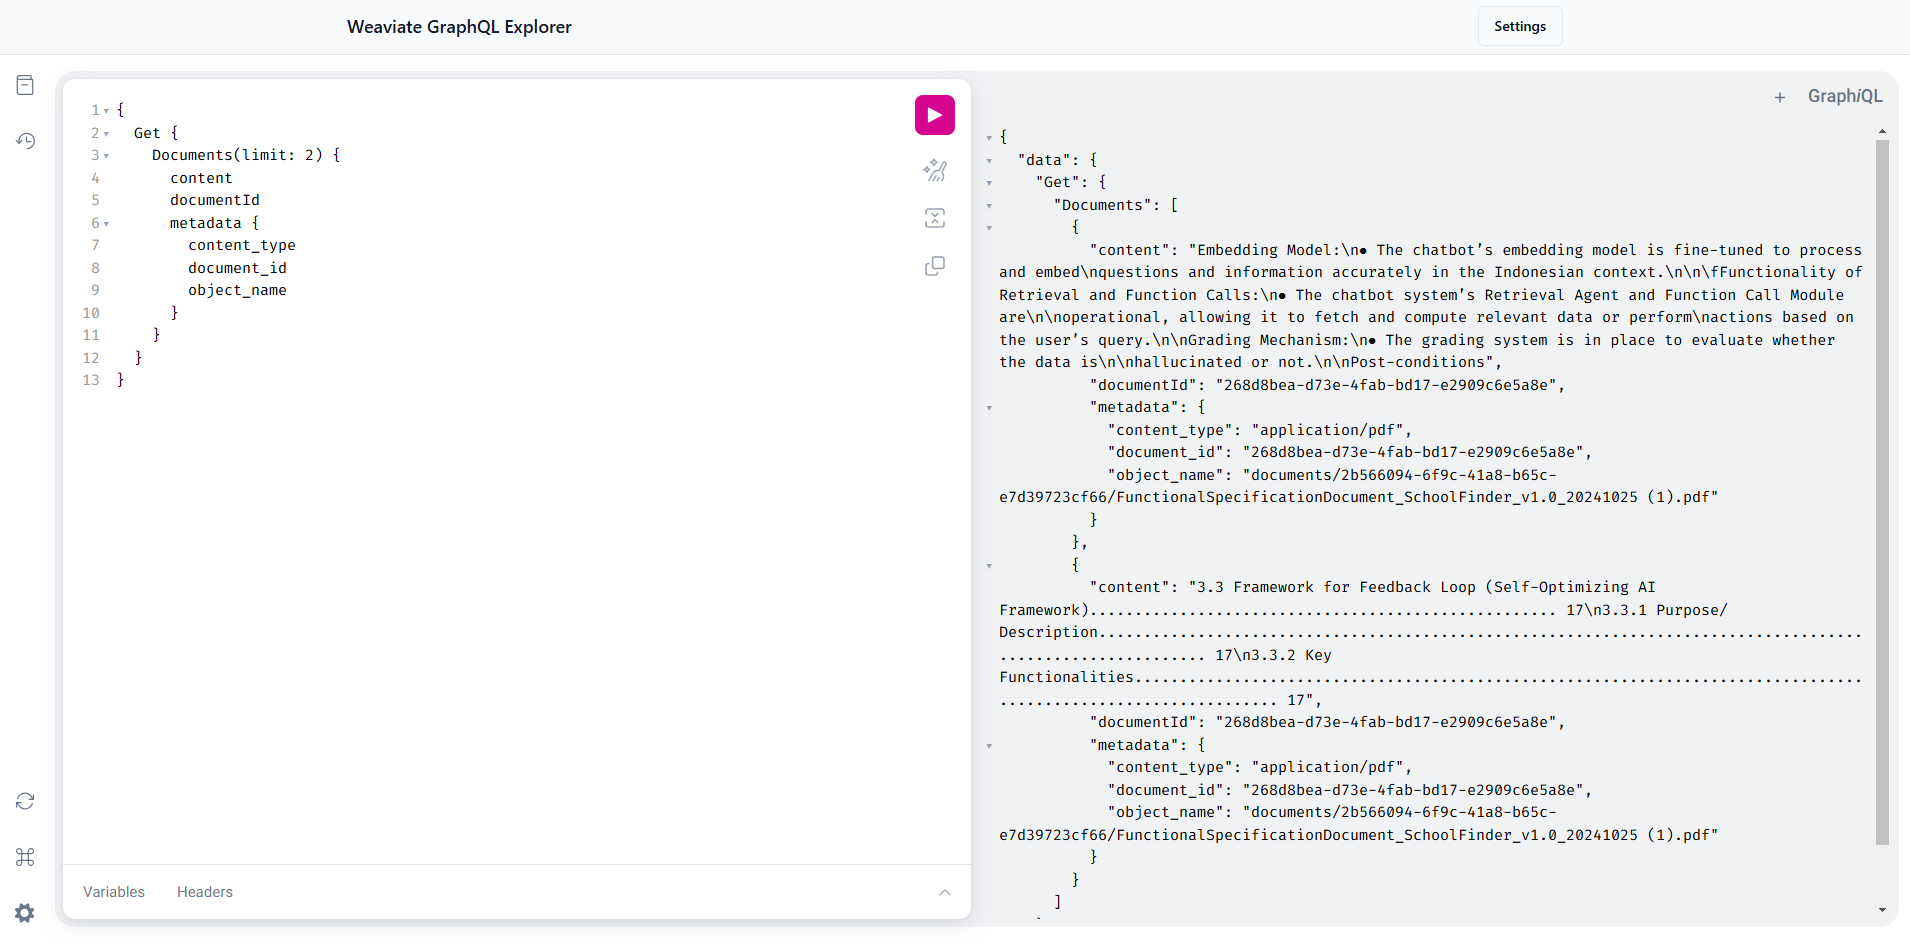 Weaviate GraphQL Explorer
Settings
1 {
2 Get {
3 Documents(limit: 2) {
4 content
5 documentId
6 metadata {
7 content_type
8 document_id
9 object_name
10 }
11 }
12 }
13 }
Variables Headers
+ GraphiQL
{
"data": {
"Get": {
"Documents": [
{
"content": "Embedding Model:\n● The chatbot’s embedding model is fine-tuned to process
and embed\nquestions and information accurately in the Indonesian context.\n\n\fFunctionality of
Retrieval and Function Calls:\n● The chatbot system’s Retrieval Agent and Function Call Module
are\n\noperational, allowing it to fetch and compute relevant data or perform\nactions based on
the user’s query.\n\nGrading Mechanism:\n● The grading system is in place to evaluate whether
the data is\n\nhallucinated or not.\n\nPost-conditions",
"documentId": "268d8bea-d73e-4fab-bd17-e2909c6e5a8e",
"metadata": {
"content_type": "application/pdf",
"document_id": "268d8bea-d73e-4fab-bd17-e2909c6e5a8e",
"object_name": "documents/2b566094-6f9c-41a8-b65c-
e7d39723cf66/FunctionalSpecificationDocument_SchoolFinder_v1.0_20241025 (1).pdf"
}
},
{
"content": "3.3 Framework for Feedback Loop (Self-Optimizing AI
Framework).................................................... 17\n3.3.1 Purpose/
Description.....................................................................................
....................... 17\n3.3.2 Key
Functionalities.................................................................................
............................... 17",
"documentId": "268d8bea-d73e-4fab-bd17-e2909c6e5a8e",
"metadata": {
"content_type": "application/pdf",
"document_id": "268d8bea-d73e-4fab-bd17-e2909c6e5a8e",
"object_name": "documents/2b566094-6f9c-41a8-b65c-
e7d39723cf66/FunctionalSpecificationDocument_SchoolFinder_v1.0_20241025 (1).pdf"
}
}
]